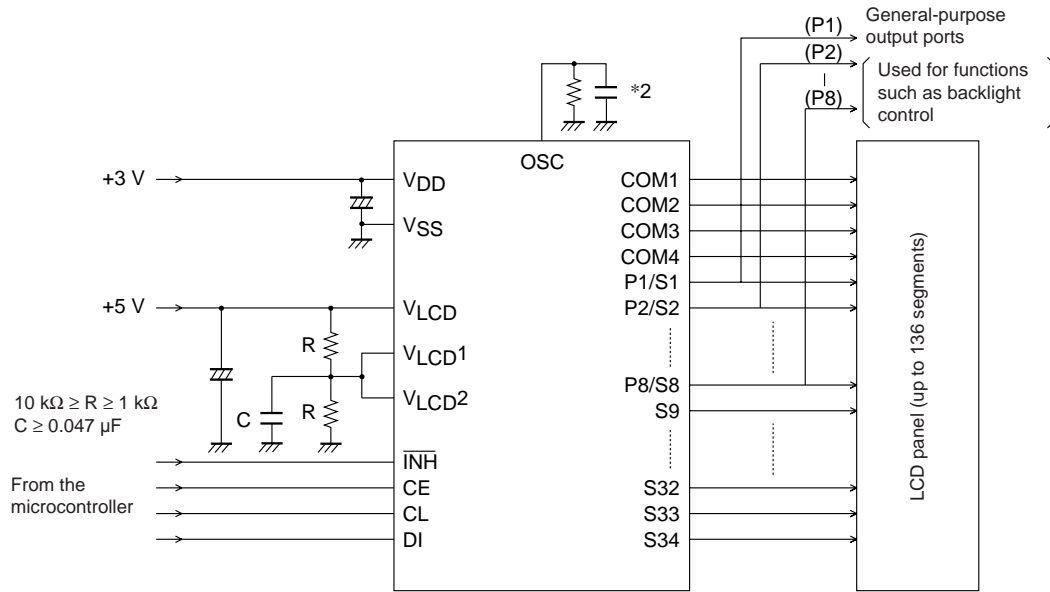 (P1)
General-purpose
output ports
(P2)
(P8)
Used for functions
such as backlight
control
*2
OSC
+3 V
VDD
VSS
+5 V
VLCD
R
VLCD1
VLCD2
C
R
10 kΩ ≥ R ≥ 1 kΩ
C ≥ 0.047 µF
From the
microcontroller
INH
CE
CL
DI
COM1
COM2
COM3
COM4
P1/S1
P2/S2
P8/S8
S9
S32
S33
S34
LCD panel (up to 136 segments)